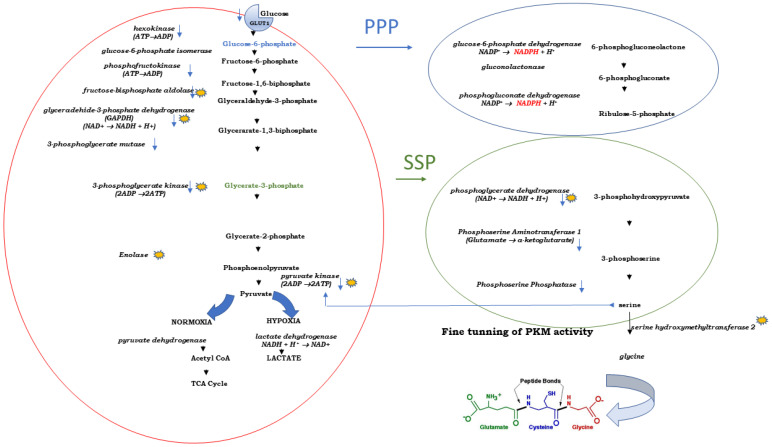 Glucose
GLUT1
hexokinase
(ATP→ADP)
Glucose-6-phosphate
glucose-6-phosphate isomerase
Fructose-6-phosphate
phosphofructokinase
(ATP→ADP)
Fructose-1,6-biphosphate
fructose-bisphosphate aldolase
Glyceraldehyde-3-phosphate
glyceradehide-3-phosphate dehydrogenase
(GAPDH)
(NAD+ → NADH + H+)
Glycerarate-1,3-biphosphate
3-phosphoglycerate mutase
3-phosphoglycerate kinase
(2ADP →2ATP)
Glycerate-3-phosphate
Glycerate-2-phosphate
Enolase
Phosphoenolpyruvate
pyruvate kinase
(2ADP →2ATP)
Pyruvate
NORMOXIA
HYPOXIA
pyruvate dehydrogenase
lactate dehydrogenase
NADH + H⁺ → NAD+
Acetyl CoA
LACTATE
TCA Cycle
PPP
glucose-6-phosphate dehydrogenase
NADP⁺ → NADPH + H⁺
6-phosphogluconeolactone
gluconolactonase
6-phosphogluconate
phosphogluconate dehydrogenase
NADP⁺ → NADPH + H⁺
Ribulose-5-phosphate
SSP
phosphoglycerate dehydrogenase
(NAD+ → NADH + H+)
3-phosphohydroxypyruvate
Phosphoserine Aminotransferase 1
(Glutamate → α-ketoglutarate)
3-phosphoserine
Phosphoserine Phosphatase
serine
Fine tunning of PKM activity
serine hydroxymethyltransferase 2
glycine
Peptide Bonds
NH₃⁺
SH
H
N
H
N
O⁻
O
O
O
O
O⁻
Glutamate
Cysteine
Glycine